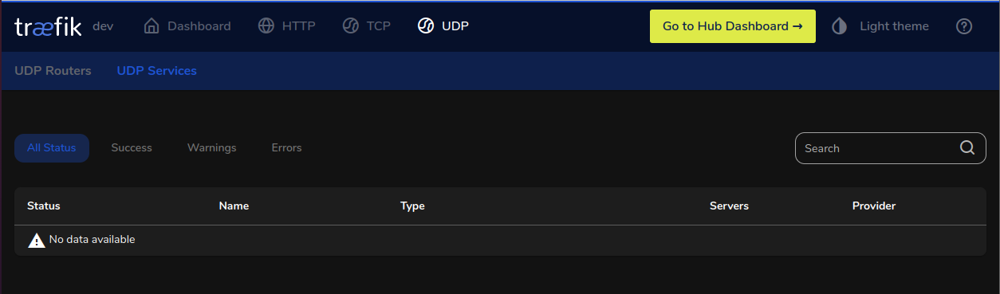 træfik dev Dashboard HTTP TCP UDP Go to Hub Dashboard → Light theme
UDP Routers UDP Services
All Status Success Warnings Errors Search
Status Name Type Servers Provider
No data available